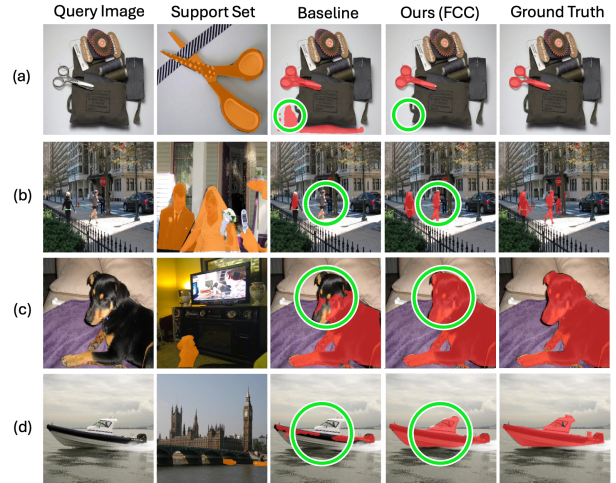 Query Image Support Set Baseline Ours (FCC) Ground Truth
(a)
(b)
(c)
(d)